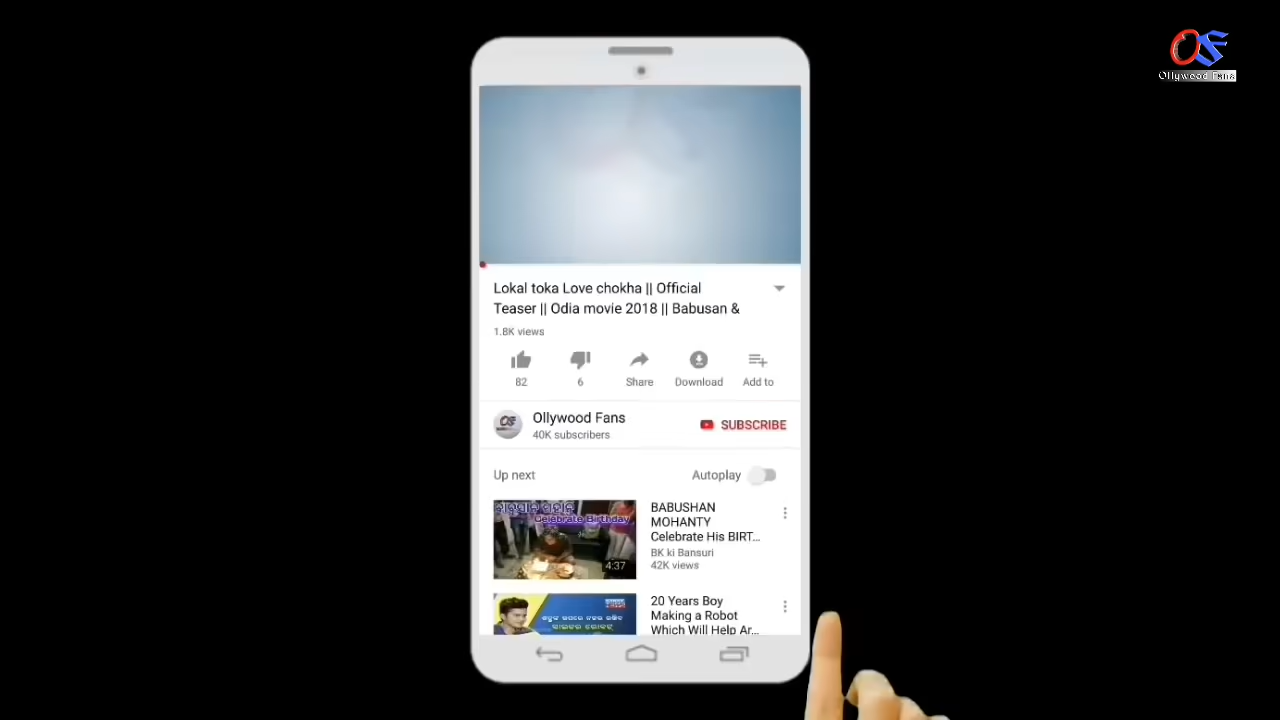 OF
Ollywood Fans
Lokal toka Love chokha || Official
Teaser || Odia movie 2018 || Babusan &
1.8K views
82
6
Share
Download
Add to
Ollywood Fans
40K subscribers
SUBSCRIBE
Up next
Autoplay
Celebrate Birthday
4:37
BABUSHAN
MOHANTY
Celebrate His BIRT...
BK ki Bansuri
42K views
20 Years Boy
Making a Robot
Which Will Help Ar...